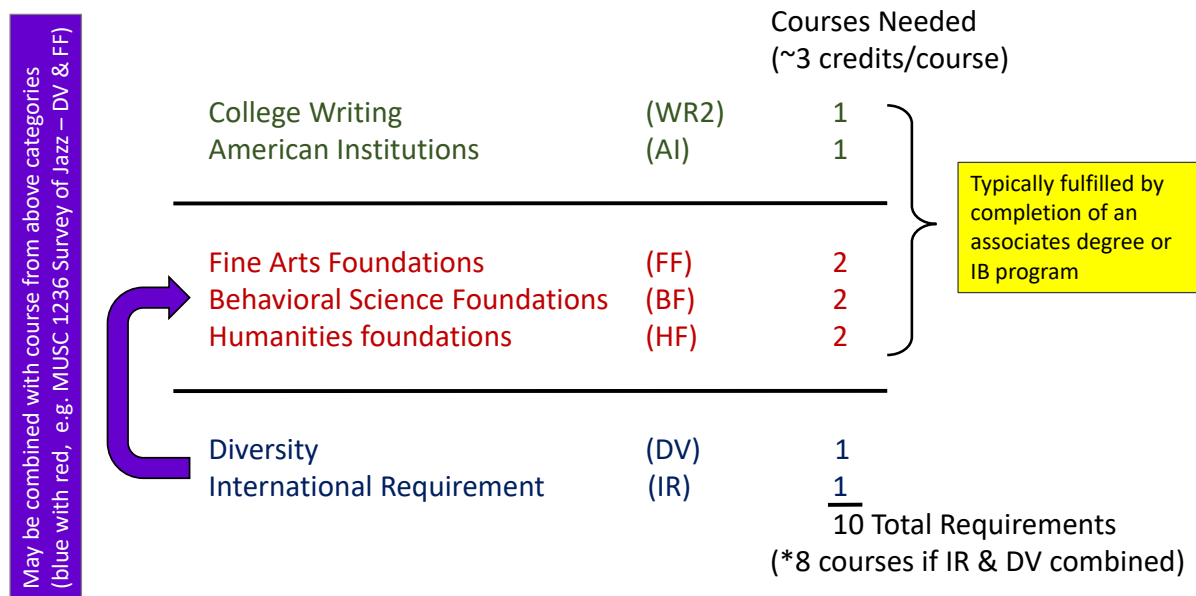 May be combined with course from above categories
(blue with red,  e.g. MUSC 1236 Survey of Jazz – DV & FF)
Courses Needed
(~3 credits/course)
College Writing (WR2) 1
American Institutions (AI) 1
Typically fulfilled by
completion of an
associates degree or
IB program
Fine Arts Foundations (FF) 2
Behavioral Science Foundations (BF) 2
Humanities foundations (HF) 2
Diversity (DV) 1
International Requirement (IR) 1
10 Total Requirements
(*8 courses if IR & DV combined)